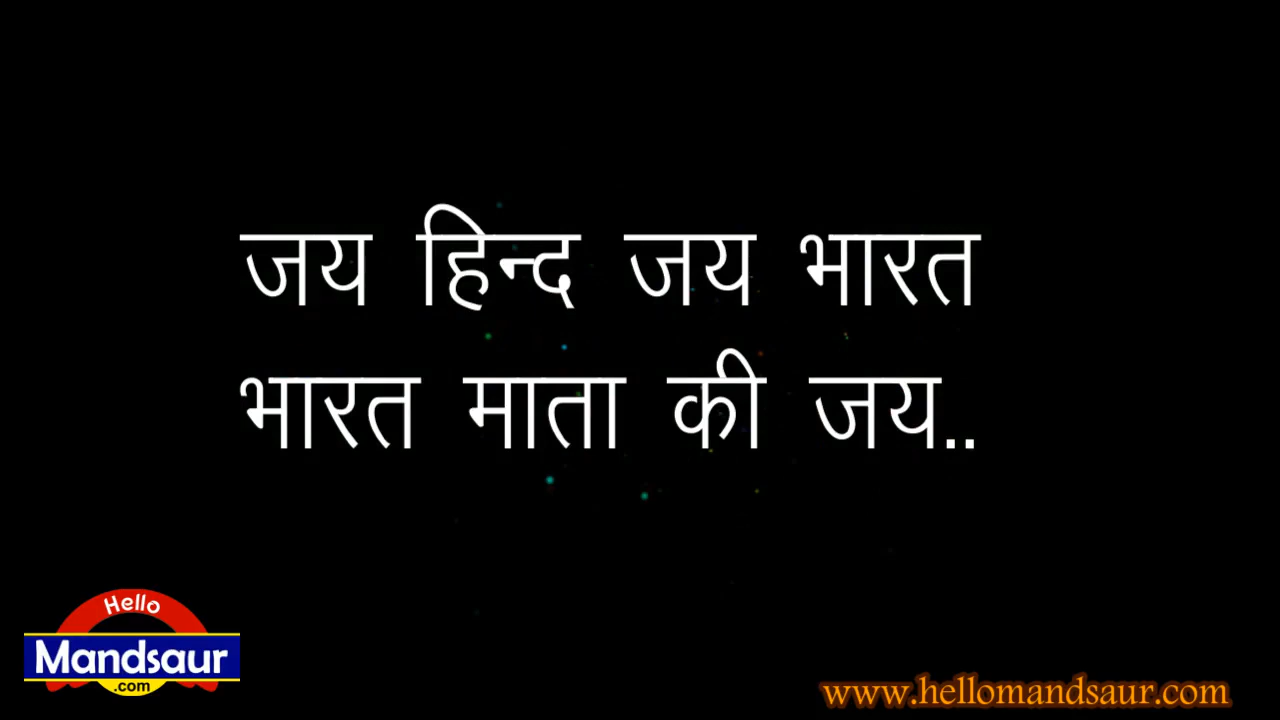 जय हिन्द जय भारत
भारत माता की जय..
Hello
Mandsaur
.com
www.hellomandsaur.com